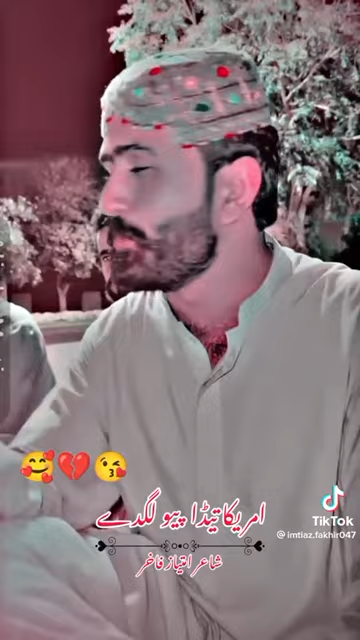 امریکا تیڈا پیو لگدے
شاعر امتیاز فاخر
TikTok
@imtiaz.fakhir047